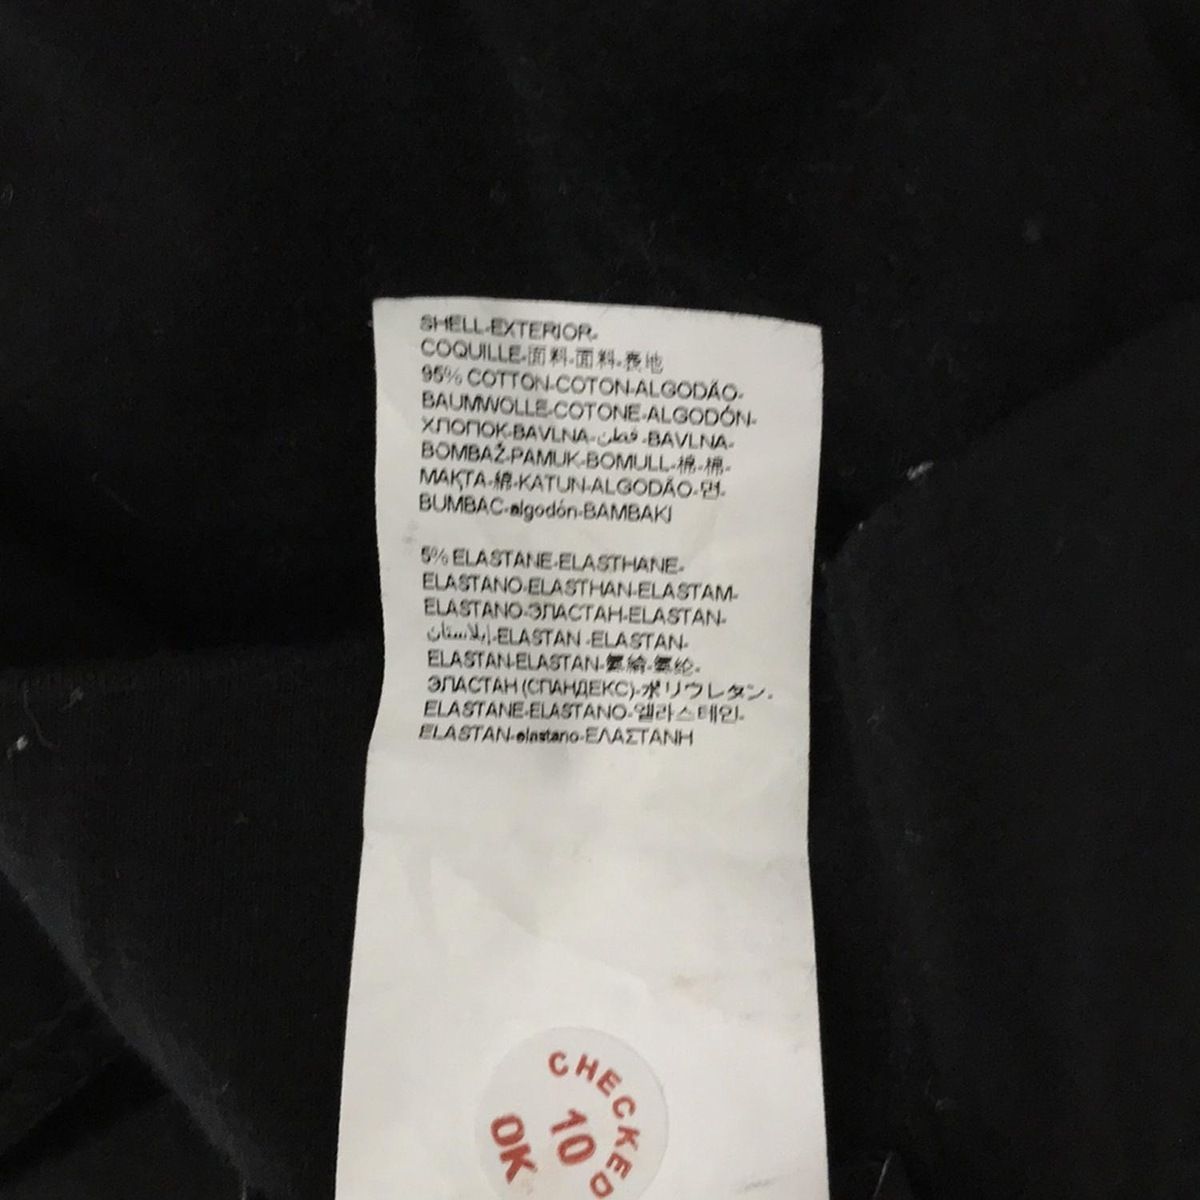 SHELL-EXTERIOR-
COQUILLE-面料-面料-表地
95% COTTON-COTON-ALGODÃO-
BAUMWOLLE-COTONE-ALGODÓN-
ХЛОПОК-BAVLNA-قطن-BAVLNA-
BOMBAŽ-PAMUK-BOMULL-棉-棉-
МАҚТА-綿-KATUN-ALGODÃO-면-
BUMBAC-algodón-BAMBAKI
5% ELASTANE-ELASTHANE-
ELASTANO-ELASTHAN-ELASTAM-
ELASTANO-ЭЛАСТАН-ELASTAN-
إيلاستان-ELASTAN -ELASTAN-
ELASTAN-ELASTAN-氨綸-氨纶-
ЭЛАСТАН (СПАНДЕКС)-ポリウレタン-
ELASTANE-ELASTANO-엘라스테인-
ELASTAN-elastano-ΕΛΑΣΤΑΝΗ
CHECKED
10
OK